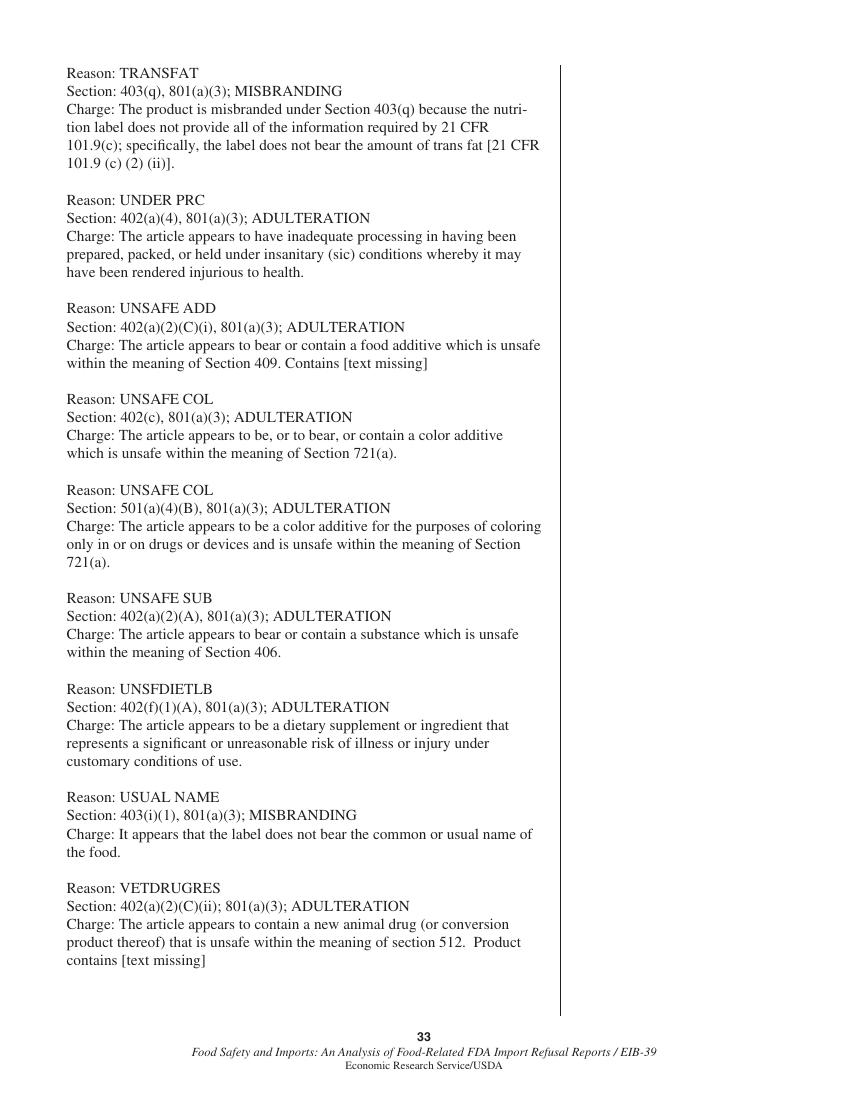 Reason: TRANSFAT
Section: 403(q), 801(a)(3); MISBRANDING
Charge: The product is misbranded under Section 403(q) because the nutri-
tion label does not provide all of the information required by 21 CFR
101.9(c); specifically, the label does not bear the amount of trans fat [21 CFR
101.9 (c) (2) (ii)].
Reason: UNDER PRC
Section: 402(a)(4), 801(a)(3); ADULTERATION
Charge: The article appears to have inadequate processing in having been
prepared, packed, or held under insanitary (sic) conditions whereby it may
have been rendered injurious to health.
Reason: UNSAFE ADD
Section: 402(a)(2)(C)(i), 801(a)(3); ADULTERATION
Charge: The article appears to bear or contain a food additive which is unsafe
within the meaning of Section 409. Contains [text missing]
Reason: UNSAFE COL
Section: 402(c), 801(a)(3); ADULTERATION
Charge: The article appears to be, or to bear, or contain a color additive
which is unsafe within the meaning of Section 721(a).
Reason: UNSAFE COL
Section: 501(a)(4)(B), 801(a)(3); ADULTERATION
Charge: The article appears to be a color additive for the purposes of coloring
only in or on drugs or devices and is unsafe within the meaning of Section
721(a).
Reason: UNSAFE SUB
Section: 402(a)(2)(A), 801(a)(3); ADULTERATION
Charge: The article appears to bear or contain a substance which is unsafe
within the meaning of Section 406.
Reason: UNSFDIETLB
Section: 402(f)(1)(A), 801(a)(3); ADULTERATION
Charge: The article appears to be a dietary supplement or ingredient that
represents a significant or unreasonable risk of illness or injury under
customary conditions of use.
Reason: USUAL NAME
Section: 403(i)(1), 801(a)(3); MISBRANDING
Charge: It appears that the label does not bear the common or usual name of
the food.
Reason: VETDRUGRES
Section: 402(a)(2)(C)(ii); 801(a)(3); ADULTERATION
Charge: The article appears to contain a new animal drug (or conversion
product thereof) that is unsafe within the meaning of section 512.  Product
contains [text missing]
33
Food Safety and Imports: An Analysis of Food-Related FDA Import Refusal Reports / EIB-39
Economic Research Service/USDA